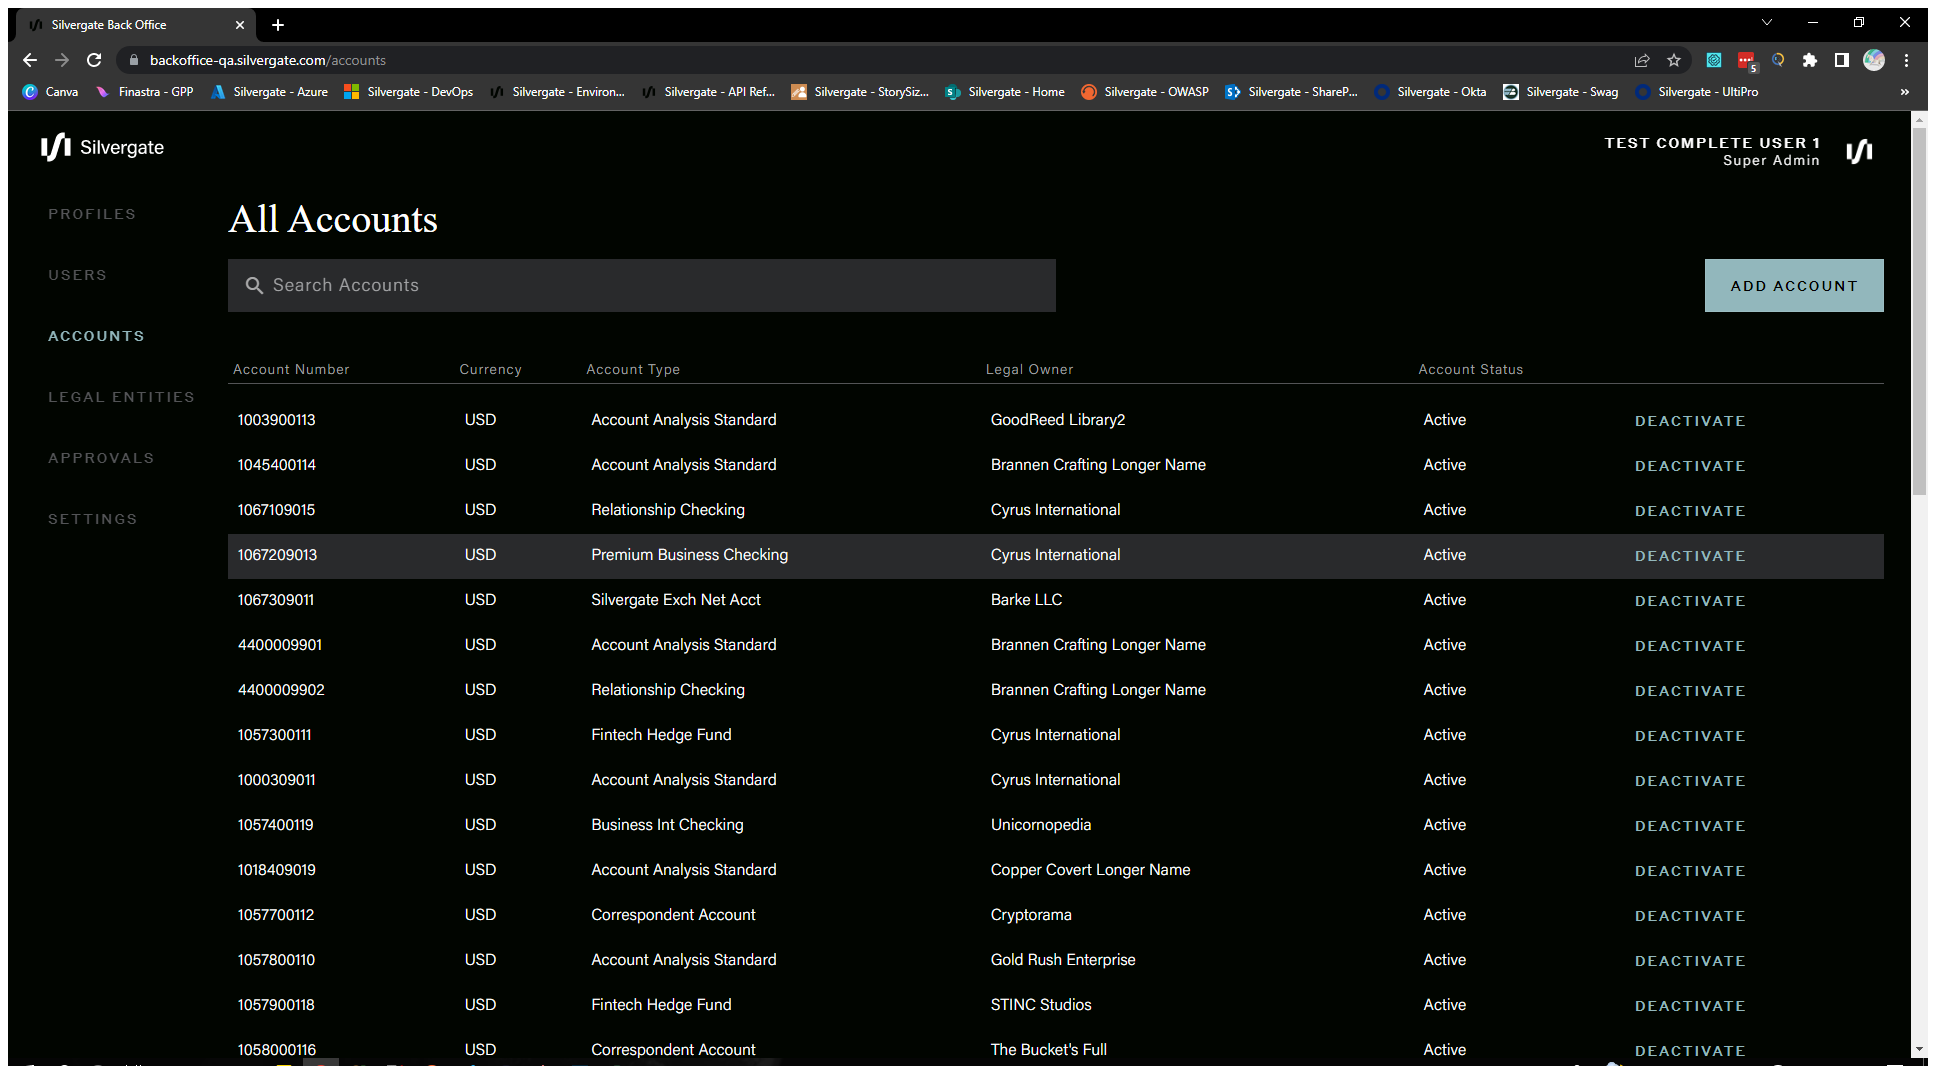 Silvergate Back Office
backoffice-qa.silvergate.com/accounts
5
Canva Finastra - GPP Silvergate - Azure Silvergate - DevOps Silvergate - Environ... Silvergate - API Ref... Silvergate - StorySiz... Silvergate - Home Silvergate - OWASP Silvergate - ShareP... Silvergate - Okta Silvergate - Swag Silvergate - UltiPro »
Silvergate
TEST COMPLETE USER 1
Super Admin
PROFILES
USERS
ACCOUNTS
LEGAL ENTITIES
APPROVALS
SETTINGS
All Accounts
Search Accounts
ADD ACCOUNT
Account Number Currency Account Type Legal Owner Account Status
1003900113 USD Account Analysis Standard GoodReed Library2 Active DEACTIVATE
1045400114 USD Account Analysis Standard Brannen Crafting Longer Name Active DEACTIVATE
1067109015 USD Relationship Checking Cyrus International Active DEACTIVATE
1067209013 USD Premium Business Checking Cyrus International Active DEACTIVATE
1067309011 USD Silvergate Exch Net Acct Barke LLC Active DEACTIVATE
4400009901 USD Account Analysis Standard Brannen Crafting Longer Name Active DEACTIVATE
4400009902 USD Relationship Checking Brannen Crafting Longer Name Active DEACTIVATE
1057300111 USD Fintech Hedge Fund Cyrus International Active DEACTIVATE
1000309011 USD Account Analysis Standard Cyrus International Active DEACTIVATE
1057400119 USD Business Int Checking Unicornopedia Active DEACTIVATE
1018409019 USD Account Analysis Standard Copper Covert Longer Name Active DEACTIVATE
1057700112 USD Correspondent Account Cryptorama Active DEACTIVATE
1057800110 USD Account Analysis Standard Gold Rush Enterprise Active DEACTIVATE
1057900118 USD Fintech Hedge Fund STINC Studios Active DEACTIVATE
1058000116 USD Correspondent Account The Bucket's Full Active DEACTIVATE